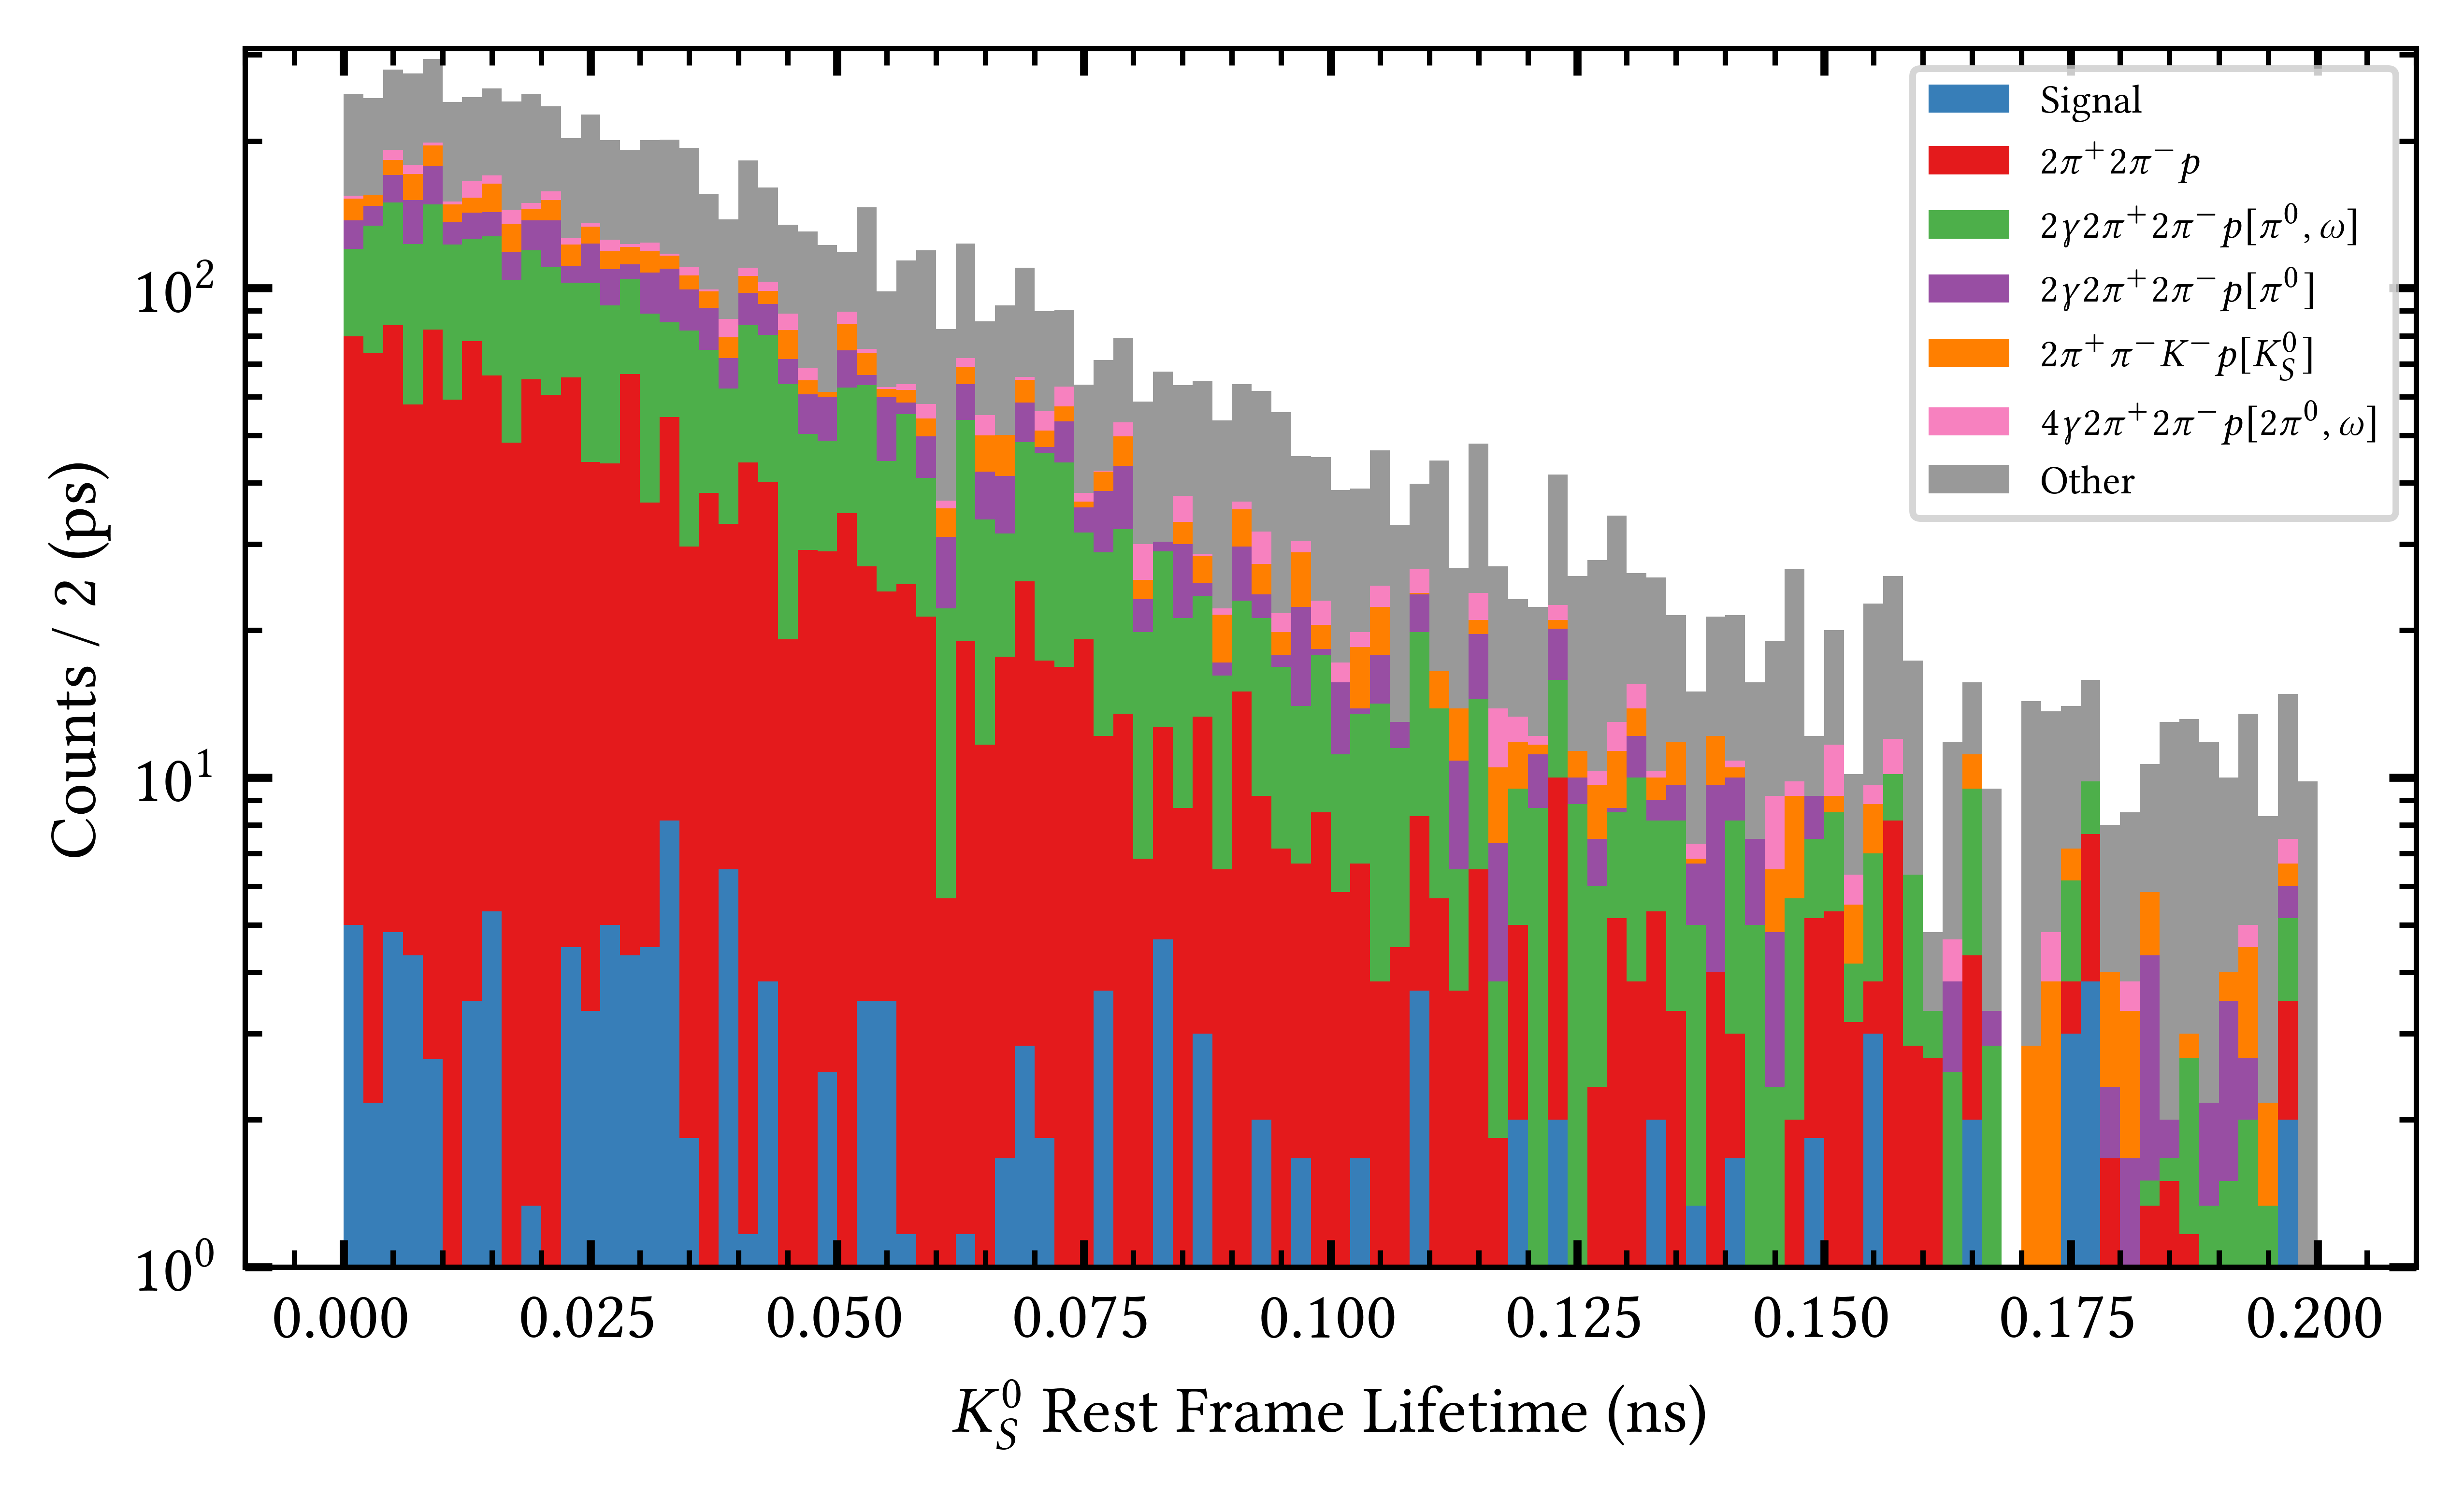 Counts / 2 (ps)
10²
10¹
10⁰
Signal
2π⁺2π⁻p
2γ2π⁺2π⁻p[π⁰, ω]
2γ2π⁺2π⁻p[π⁰]
2π⁺π⁻K⁻p[K⁰_S]
4γ2π⁺2π⁻p[2π⁰, ω]
Other
0.000 0.025 0.050 0.075 0.100 0.125 0.150 0.175 0.200
K⁰_S Rest Frame Lifetime (ns)